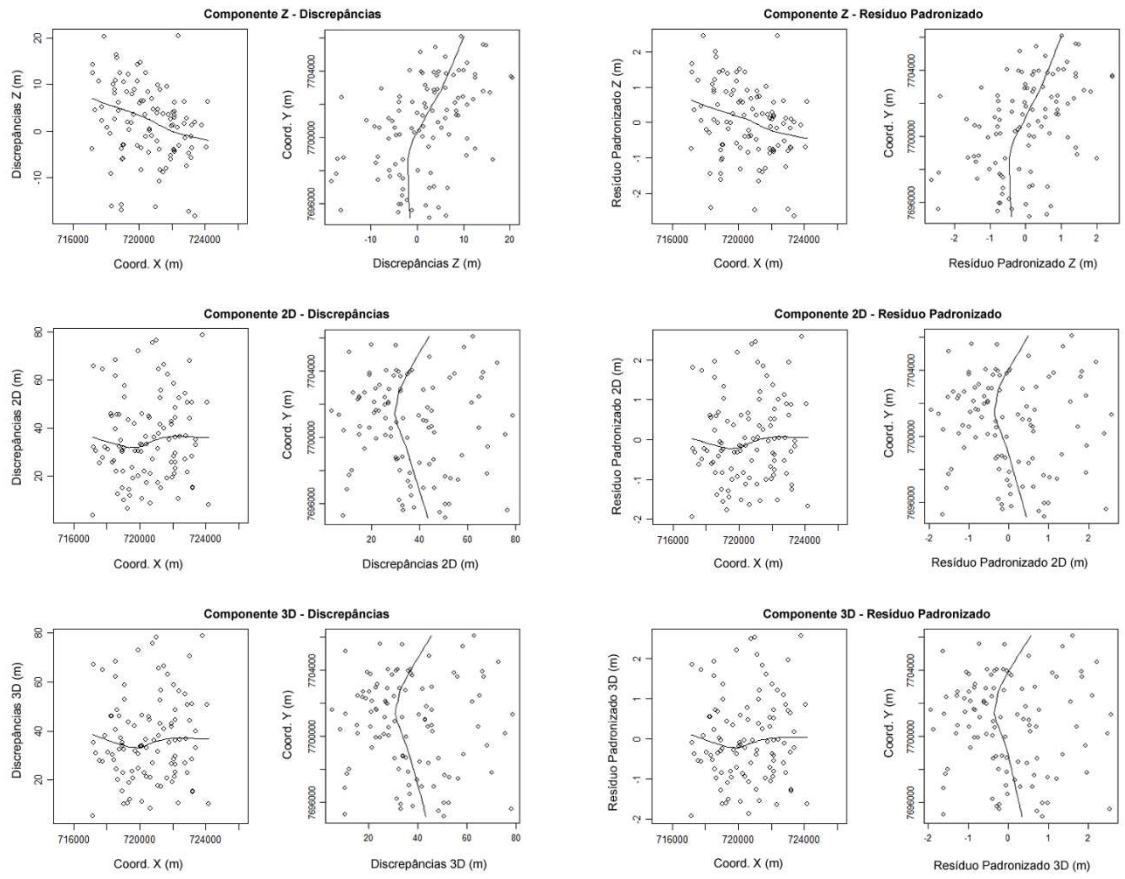 Componente Z - Discrepâncias
Discrepâncias Z (m)
20
10
0
-10
716000 720000 724000
Coord. X (m)
Coord. Y (m)
7704000
7700000
7696000
-10 0 10 20
Discrepâncias Z (m)
Componente Z - Resíduo Padronizado
Resíduo Padronizado Z (m)
2
1
0
-1
-2
716000 720000 724000
Coord. X (m)
Coord. Y (m)
7704000
7700000
7696000
-2 -1 0 1 2
Resíduo Padronizado Z (m)
Componente 2D - Discrepâncias
Discrepâncias 2D (m)
80
60
40
20
716000 720000 724000
Coord. X (m)
Coord. Y (m)
7704000
7700000
7696000
20 40 60 80
Discrepâncias 2D (m)
Componente 2D - Resíduo Padronizado
Resíduo Padronizado 2D (m)
2
1
0
-1
-2
716000 720000 724000
Coord. X (m)
Coord. Y (m)
7704000
7700000
7696000
-2 -1 0 1 2
Resíduo Padronizado 2D (m)
Componente 3D - Discrepâncias
Discrepâncias 3D (m)
80
60
40
20
716000 720000 724000
Coord. X (m)
Coord. Y (m)
7704000
7700000
7696000
20 40 60 80
Discrepâncias 3D (m)
Componente 3D - Resíduo Padronizado
Resíduo Padronizado 3D (m)
2
1
0
-1
-2
716000 720000 724000
Coord. X (m)
Coord. Y (m)
7704000
7700000
7696000
-2 -1 0 1 2
Resíduo Padronizado 3D (m)